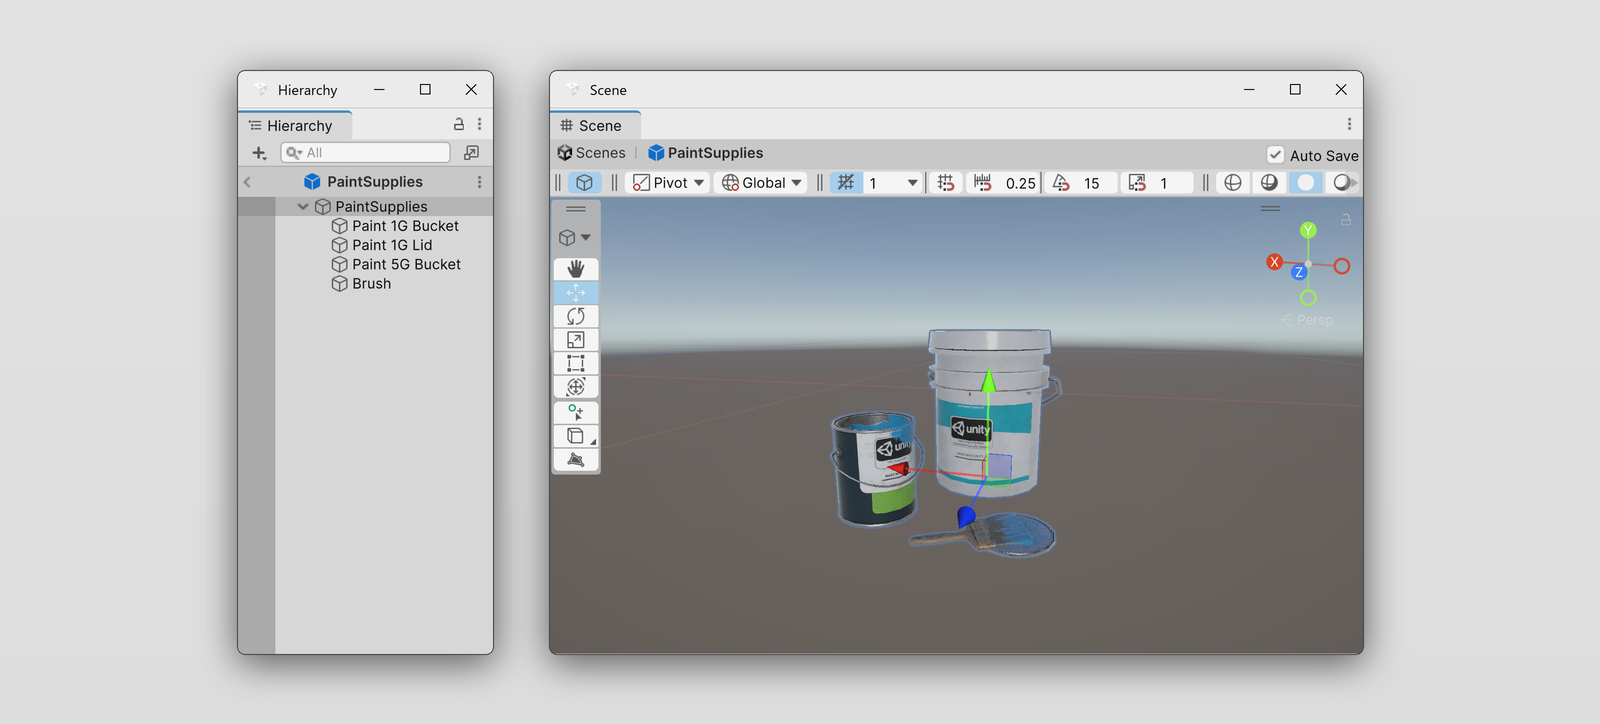 Hierarchy
Hierarchy
All
PaintSupplies
PaintSupplies
Paint 1G Bucket
Paint 1G Lid
Paint 5G Bucket
Brush
Scene
Scene
Scenes
PaintSupplies
Auto Save
Pivot
Global
1
0.25
15
1
Y
X
Z
Persp
unity
unity